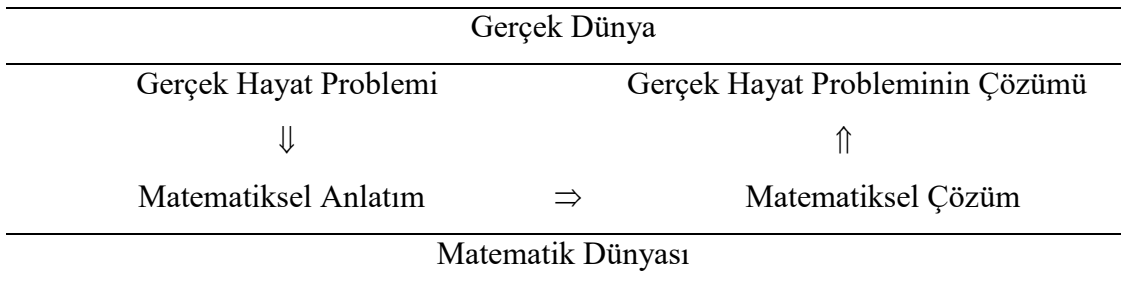 Gerçek Dünya
Gerçek Hayat Problemi Gerçek Hayat Probleminin Çözümü
⇓ ⇑
Matematiksel Anlatım ⇒ Matematiksel Çözüm
Matematik Dünyası